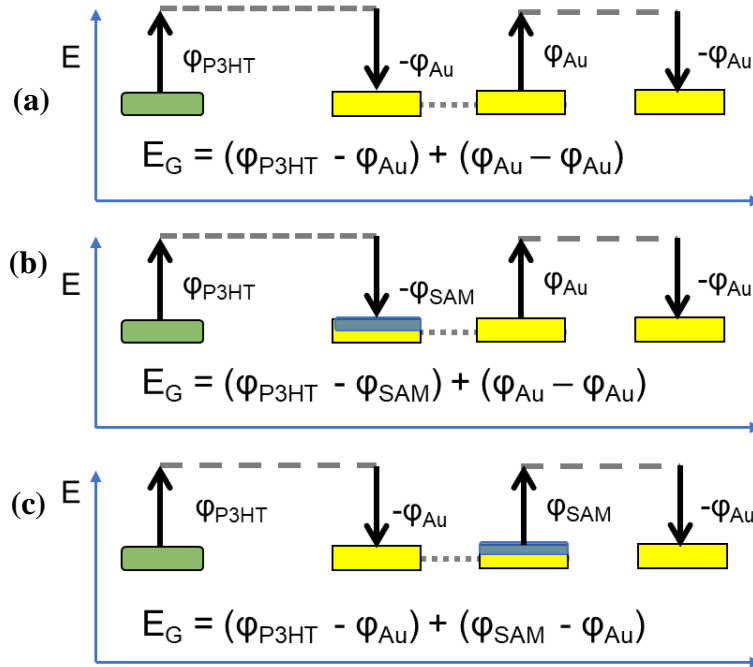 E φP3HT -φAu φAu -φAu
(a)
EG = (φP3HT - φAu) + (φAu – φAu)
(b)
E φP3HT -φSAM φAu -φAu
EG = (φP3HT - φSAM) + (φAu – φAu)
(c)
E φP3HT -φAu φSAM -φAu
EG = (φP3HT - φAu) + (φSAM - φAu)